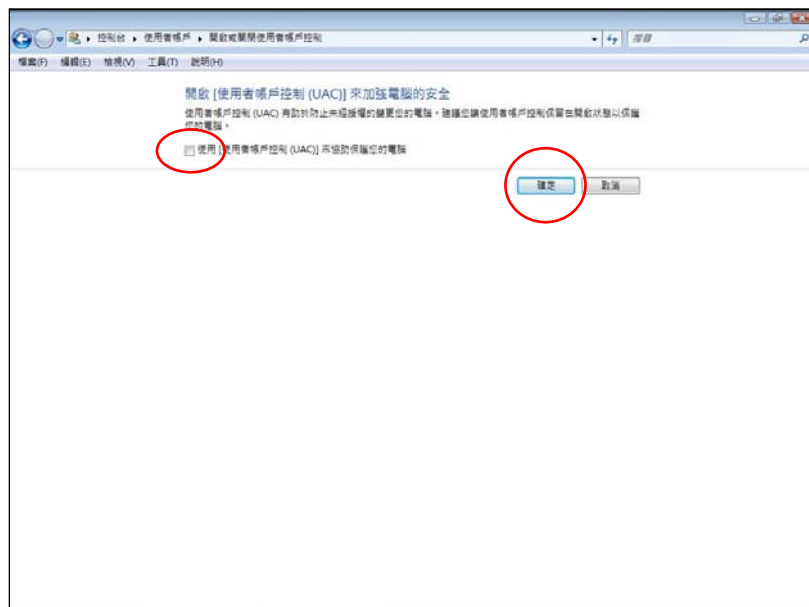 控制台 ▸ 使用者帳戶 ▸ 開啟或關閉使用者帳戶控制
搜尋
檔案(F) 編輯(E) 檢視(V) 工具(T) 說明(H)
開啟 [使用者帳戶控制 (UAC)] 來加強電腦的安全
使用者帳戶控制 (UAC) 有助於防止未經授權的變更您的電腦。建議您讓使用者帳戶控制保留在開啟狀態以保護
您的電腦。
使用 [使用者帳戶控制 (UAC)] 來協助保護您的電腦
確定 取消